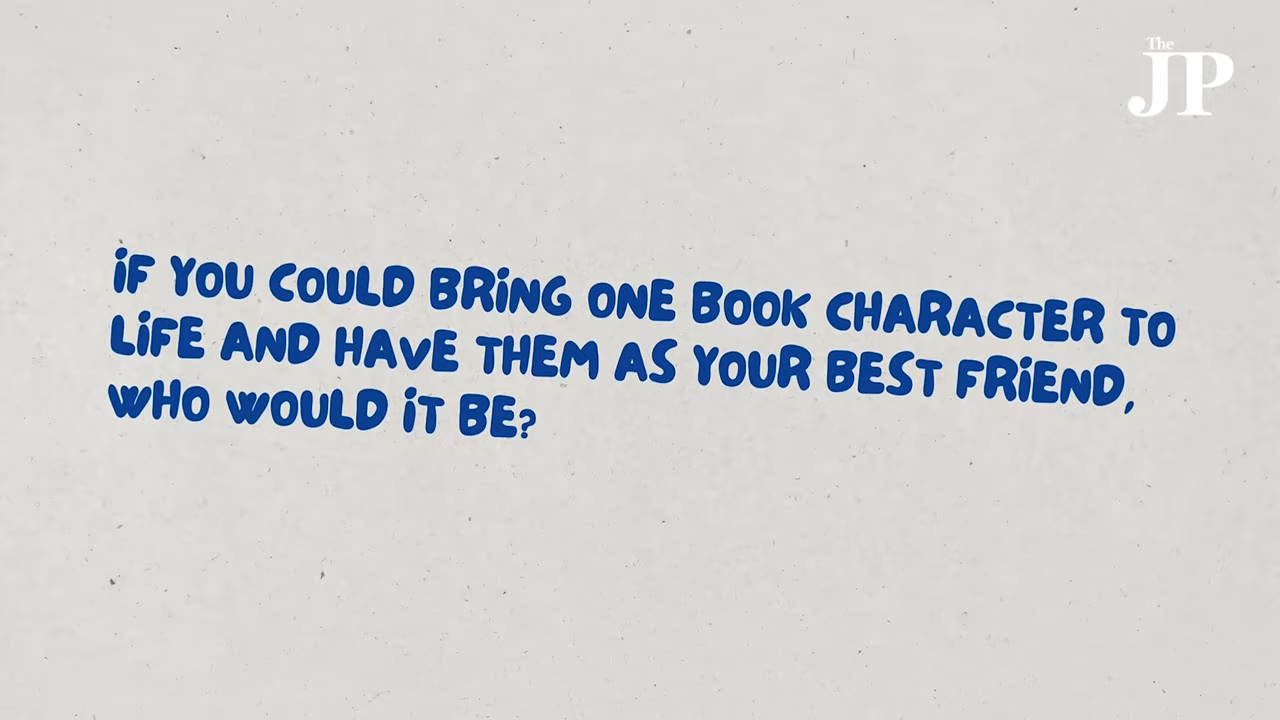 The
JP
iF YOU COULD BRiNG ONE BOOK CHARACTER TO
LiFE AND HAVE THEM AS YOUR BEST FRiEND,
WHO WOULD iT BE?